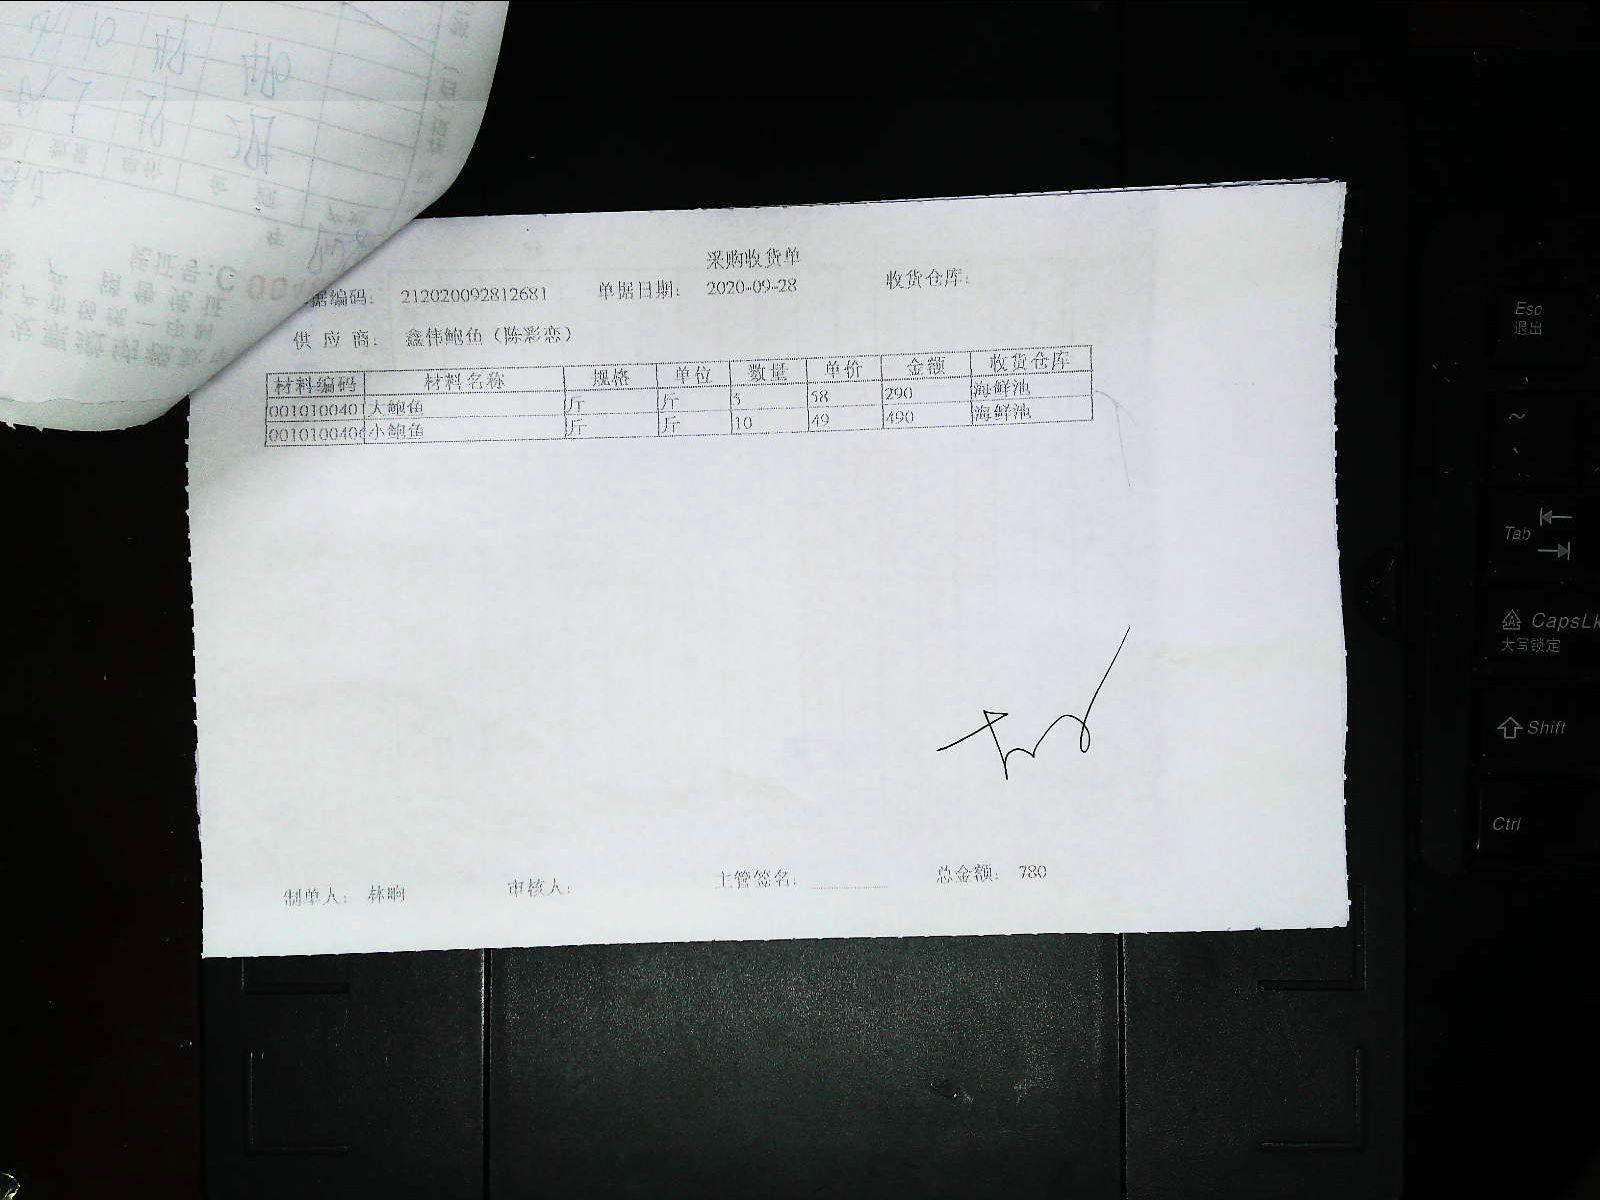 采购收货单
据编码： 212020092812681 单据日期： 2020-09-28 收货仓库：
供 应 商： 鑫伟鲍鱼（陈彩恋）
材料编码 材料名称 规格 单位 数量 单价 金额 收货仓库
0010100401 大鲍鱼 斤 斤 5 58 290 海鲜池
0010100406 小鲍鱼 斤 斤 10 49 490 海鲜池
制单人： 林晌 审核人： 主管签名： 总金额： 780
Esc
退出
~
Tab
CapsLk
大写锁定
Shift
Ctrl